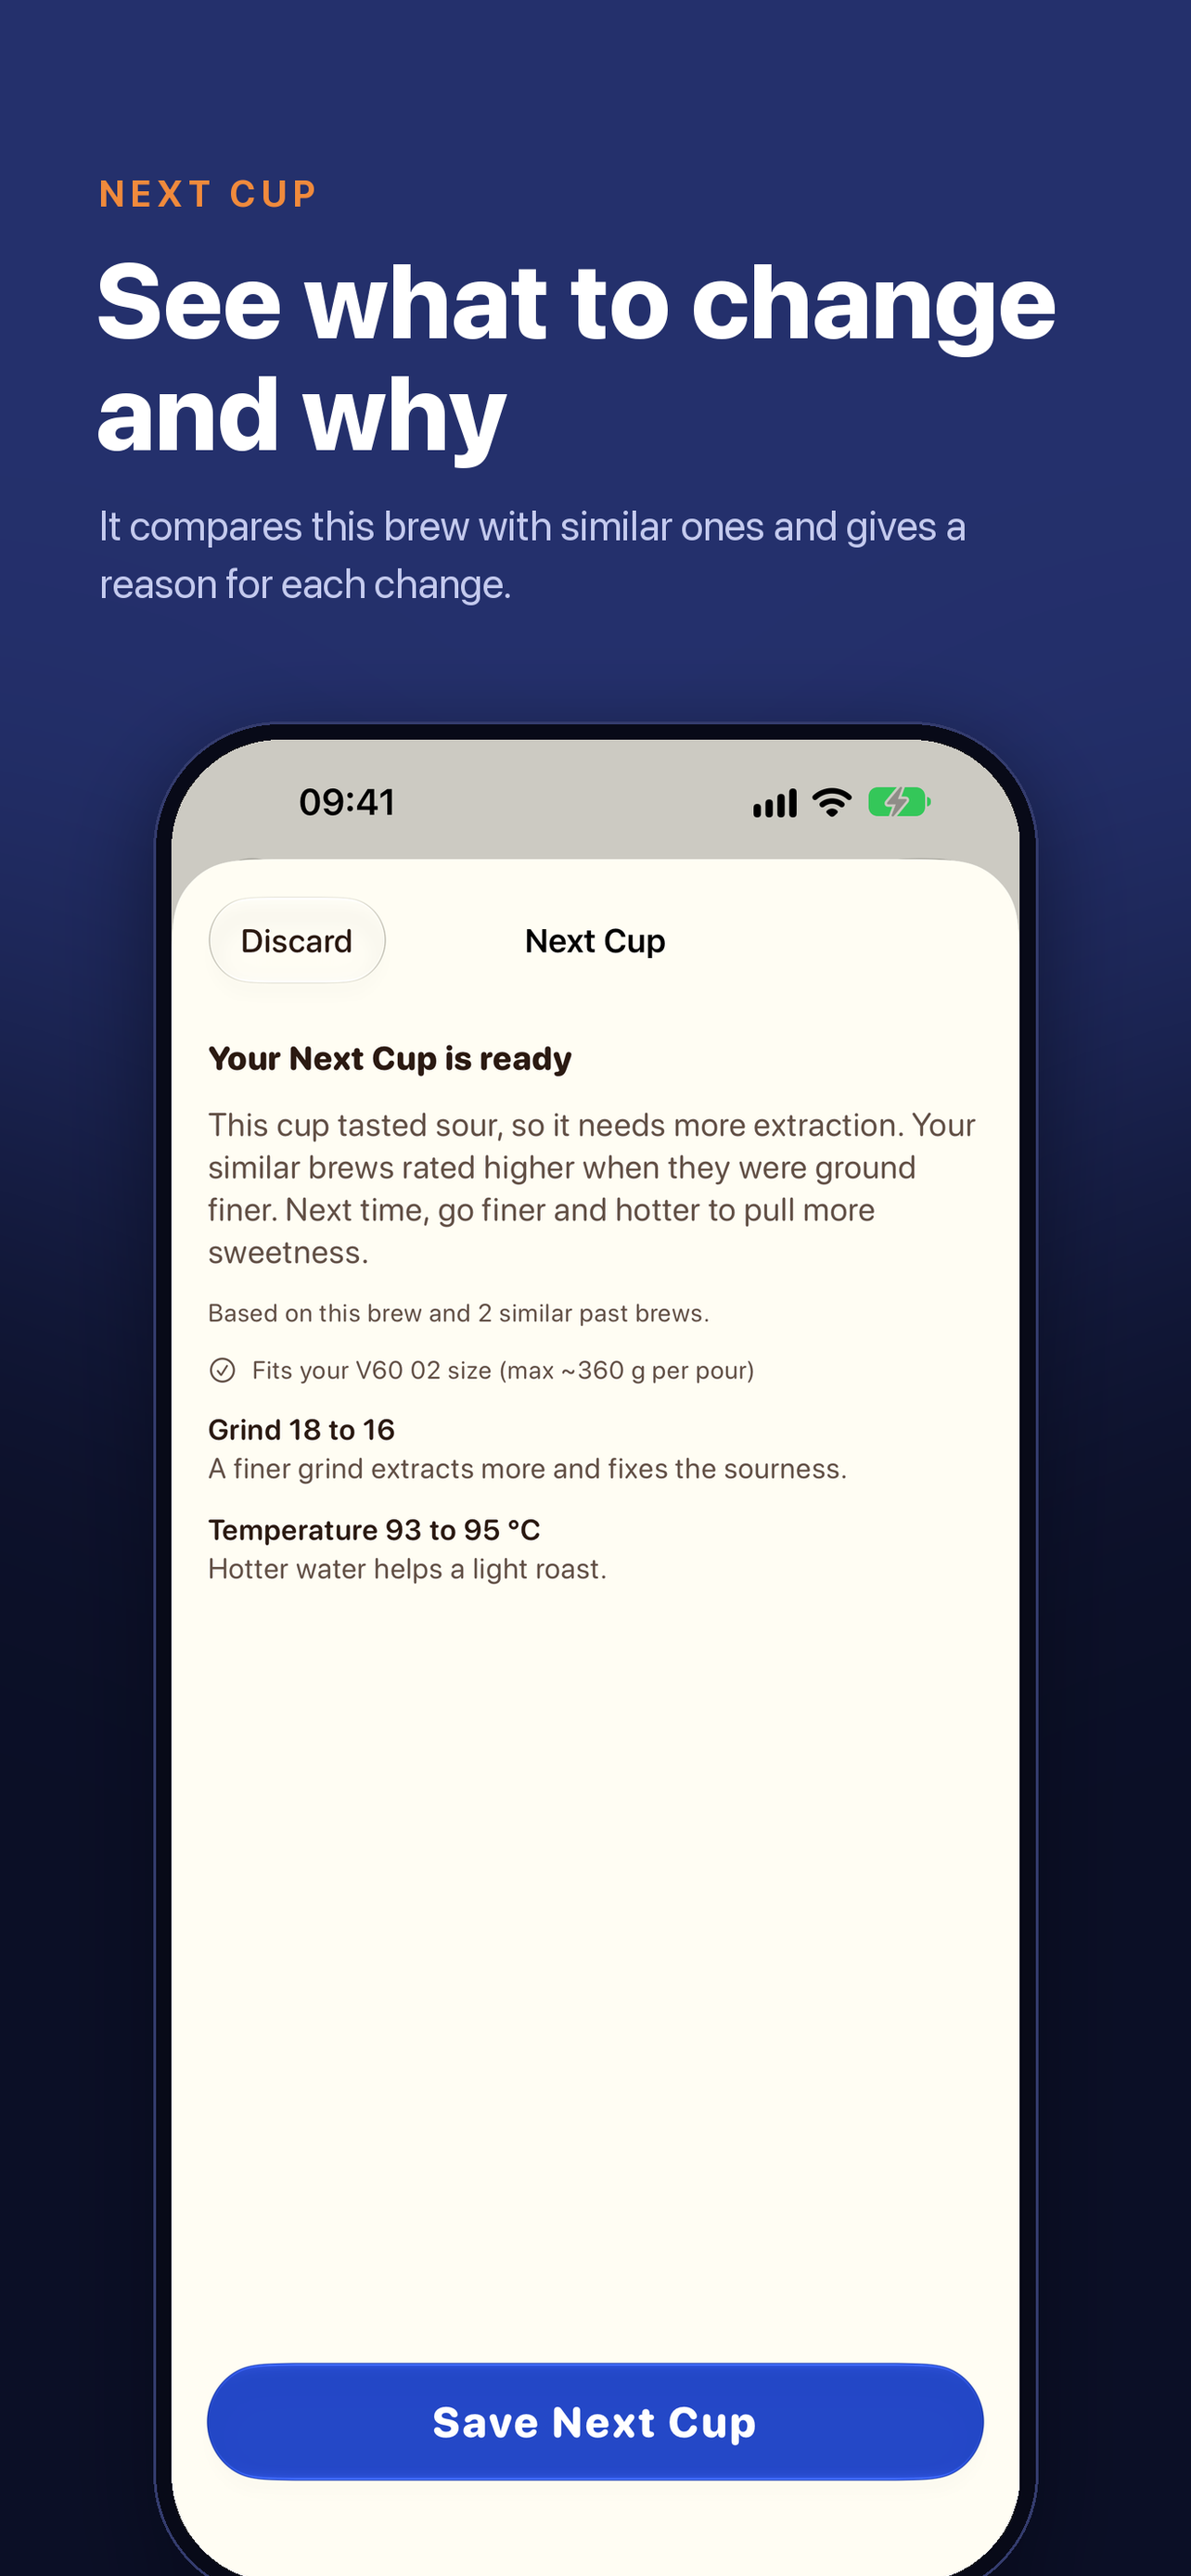 NEXT CUP
See what to change
and why
It compares this brew with similar ones and gives a
reason for each change.
09:41
Discard
Next Cup
Your Next Cup is ready
This cup tasted sour, so it needs more extraction. Your
similar brews rated higher when they were ground
finer. Next time, go finer and hotter to pull more
sweetness.
Based on this brew and 2 similar past brews.
Fits your V60 02 size (max ~360 g per pour)
Grind 18 to 16
A finer grind extracts more and fixes the sourness.
Temperature 93 to 95 °C
Hotter water helps a light roast.
Save Next Cup